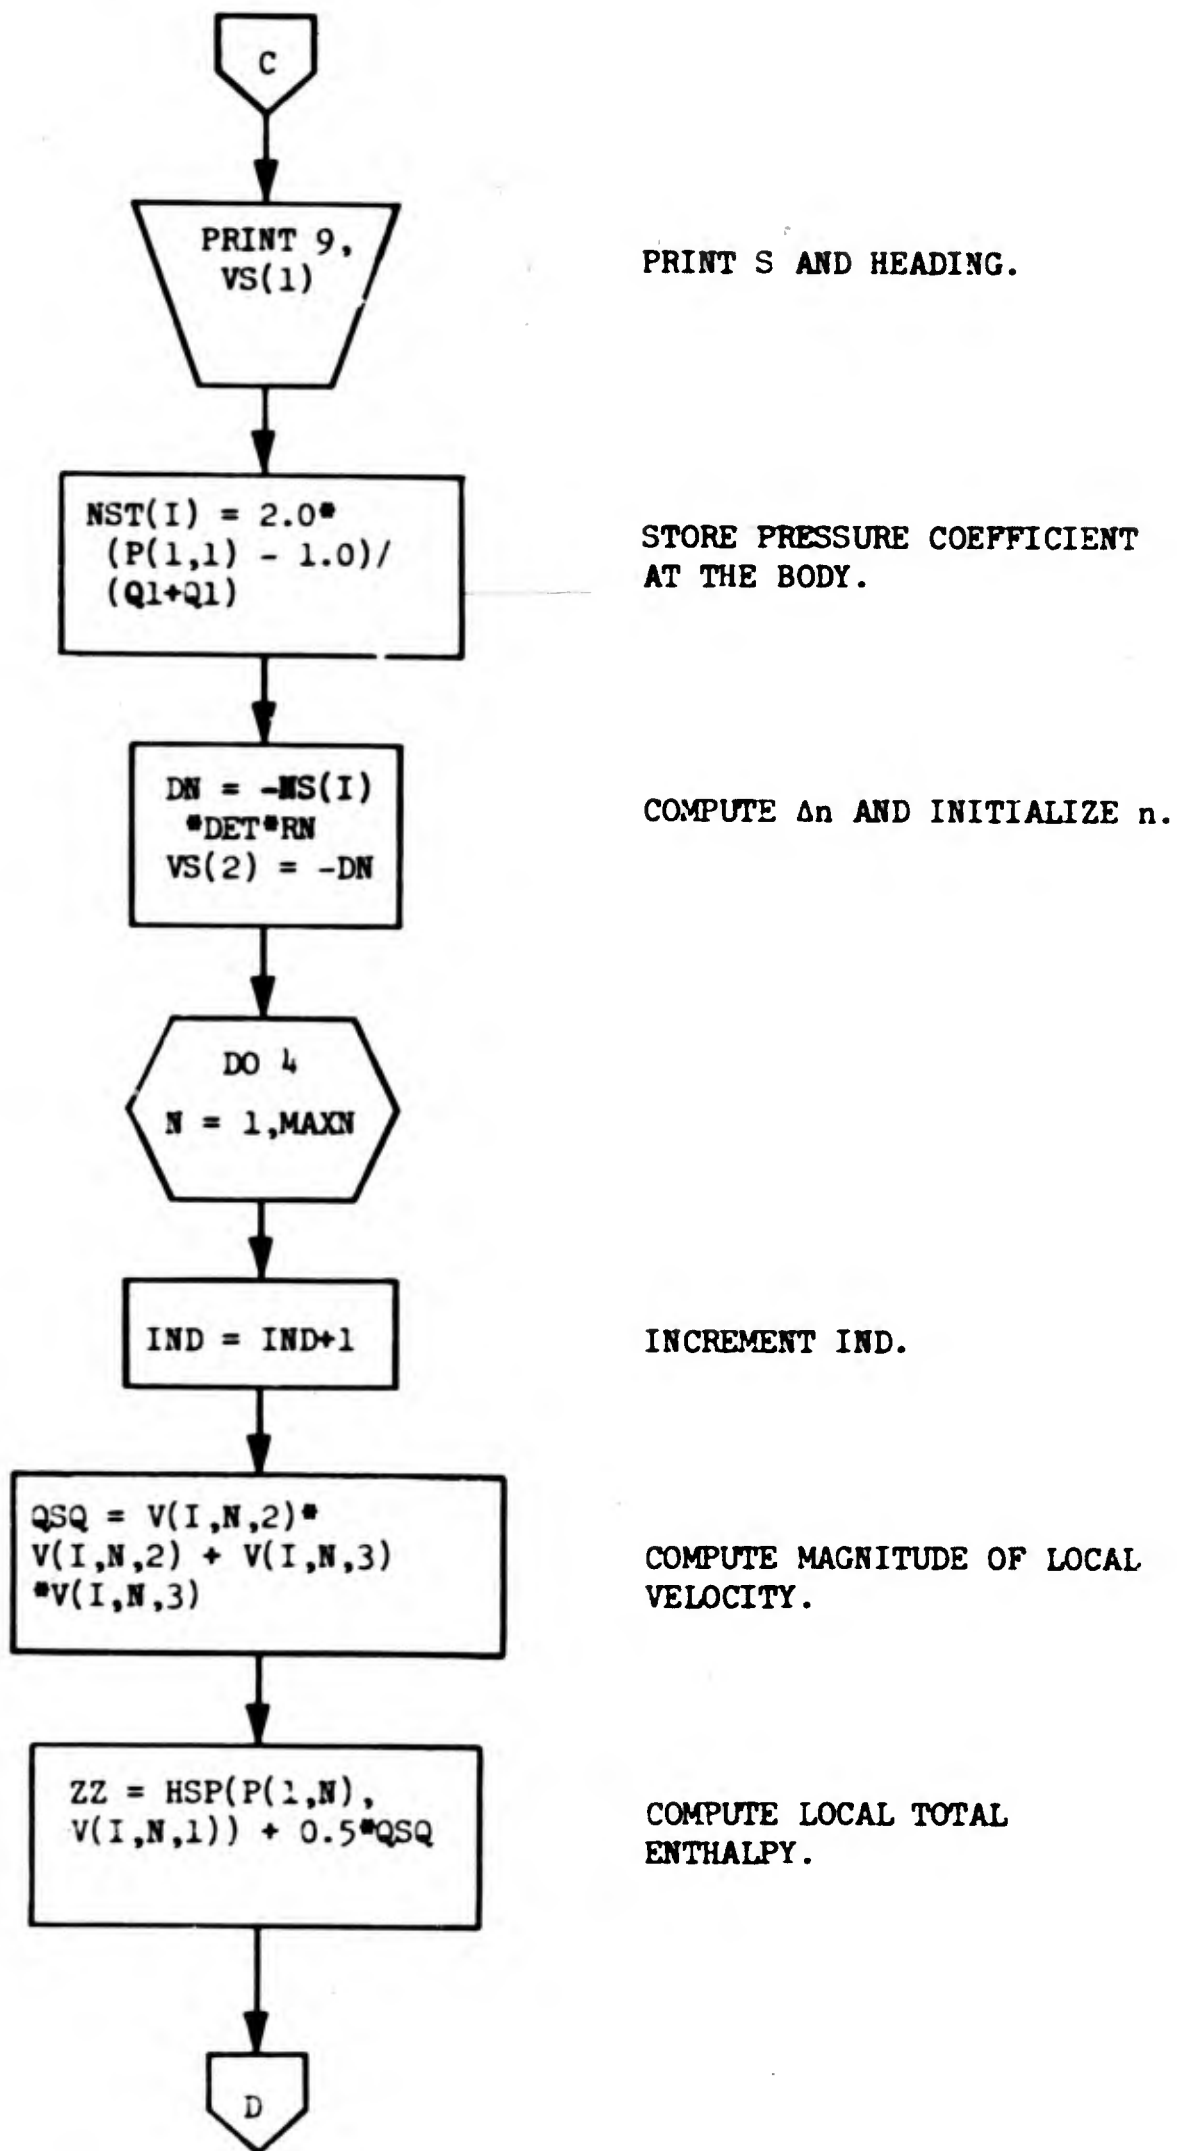 C
PRINT 9,
VS(1)
PRINT S AND HEADING.
NST(I) = 2.0*
(P(1,1) - 1.0)/
(Q1+Q1)
STORE PRESSURE COEFFICIENT
AT THE BODY.
DN = -NS(I)
*DET*RN
VS(2) = -DN
COMPUTE Δn AND INITIALIZE n.
DO 4
N = 1,MAXN
IND = IND+1
INCREMENT IND.
QSQ = V(I,N,2)*
V(I,N,2) + V(I,N,3)
*V(I,N,3)
COMPUTE MAGNITUDE OF LOCAL
VELOCITY.
ZZ = HSP(P(1,N),
V(I,N,1)) + 0.5*QSQ
COMPUTE LOCAL TOTAL
ENTHALPY.
D